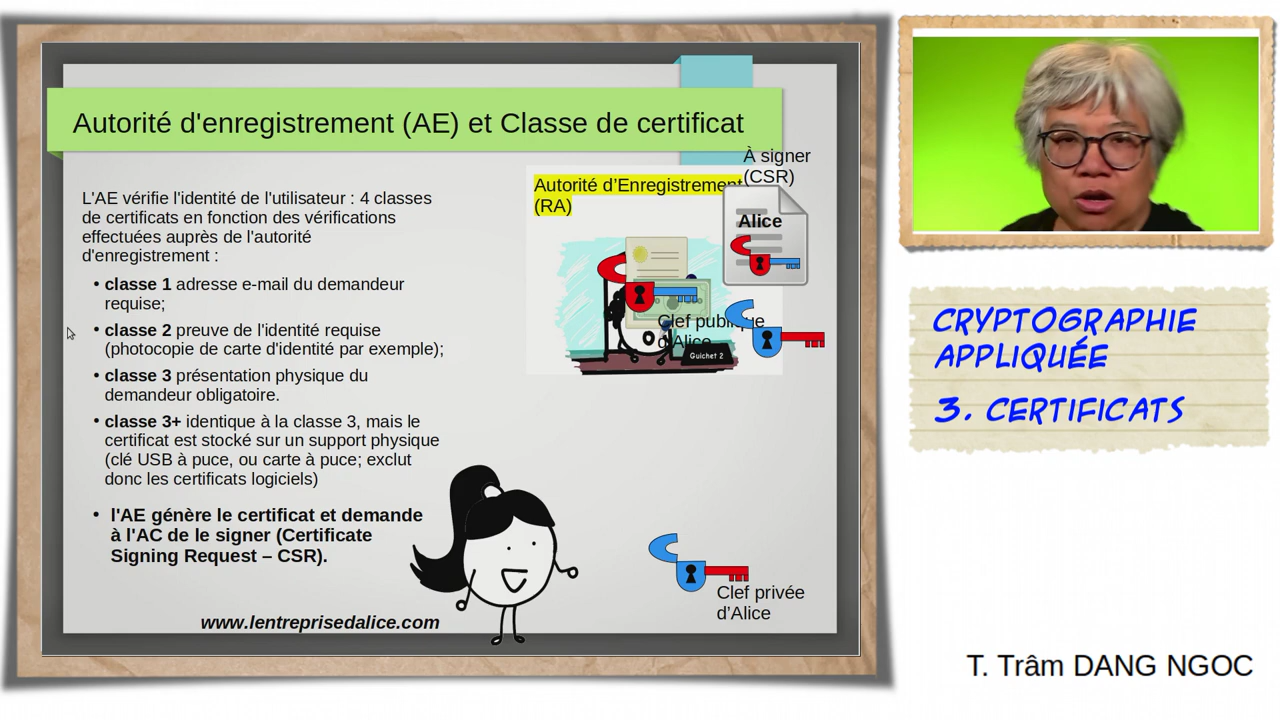 Autorité d'enregistrement (AE) et Classe de certificat
L'AE vérifie l'identité de l'utilisateur : 4 classes
de certificats en fonction des vérifications
effectuées auprès de l'autorité
d'enregistrement :
• classe 1 adresse e-mail du demandeur
requise;
• classe 2 preuve de l'identité requise
(photocopie de carte d'identité par exemple);
• classe 3 présentation physique du
demandeur obligatoire.
• classe 3+ identique à la classe 3, mais le
certificat est stocké sur un support physique
(clé USB à puce, ou carte à puce; exclut
donc les certificats logiciels)
• l'AE génère le certificat et demande
à l'AC de le signer (Certificate
Signing Request – CSR).
www.lentreprisedalice.com
Autorité d'Enregistrement
(RA)
À signer
(CSR)
Alice
Clef publique
d'Alice
Guichet 2
Clef privée
d'Alice
CRYPTOGRAPHIE
APPLIQUÉE
3. CERTIFICATS
T. Trâm DANG NGOC